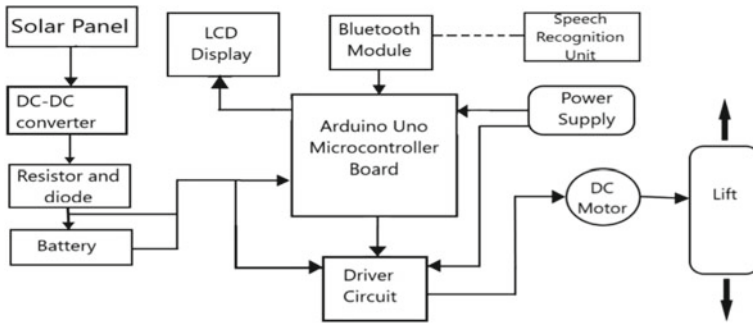 Solar Panel
LCD
Display
Bluetooth
Module
Speech
Recognition
Unit
DC-DC
converter
Arduino Uno
Microcontroller
Board
Power
Supply
Resistor and
diode
DC
Motor
Lift
Battery
Driver
Circuit